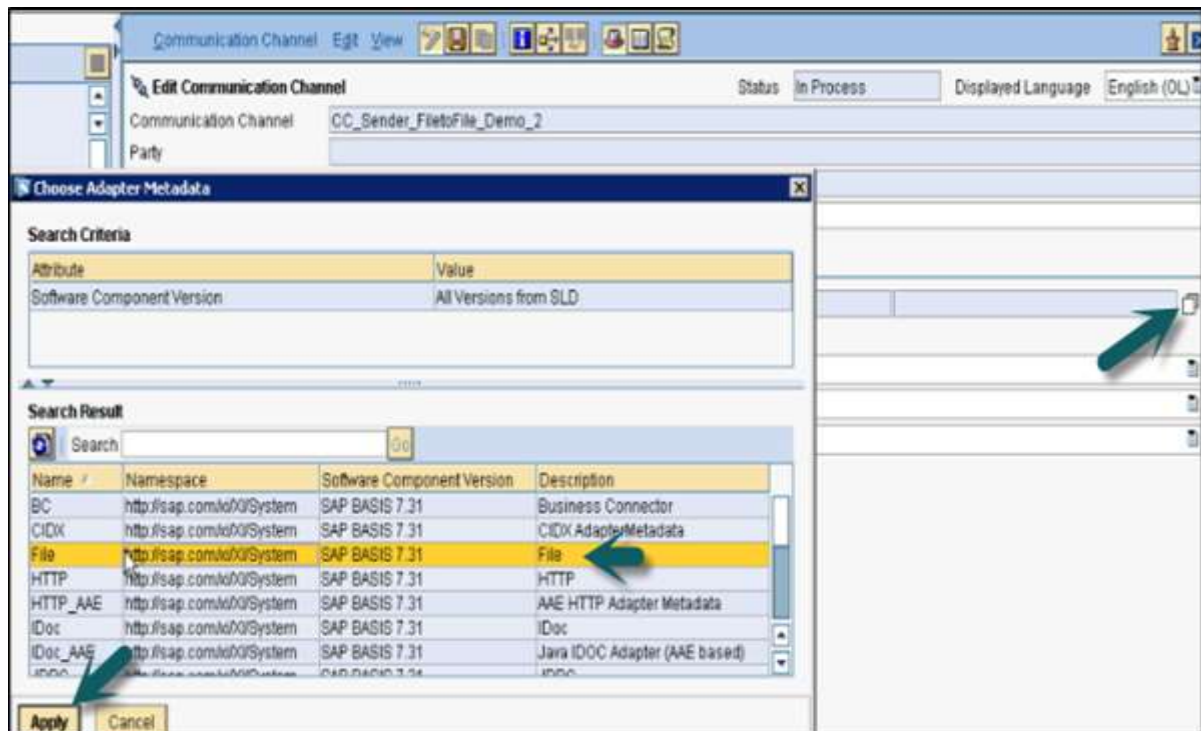 Communication Channel Edit View
Edit Communication Channel Status In Process Displayed Language English (OL)
Communication Channel CC_Sender_FiletoFile_Demo_2
Party
Choose Adapter Metadata
Search Criteria
Attribute Value
Software Component Version All Versions from SLD
Search Result
Search Go
Name Namespace Software Component Version Description
BC http://sap.com/xi/XI/System SAP BASIS 7.31 Business Connector
CIDX http://sap.com/xi/XI/System SAP BASIS 7.31 CIDX AdapterMetadata
File http://sap.com/xi/XI/System SAP BASIS 7.31 File
HTTP http://sap.com/xi/XI/System SAP BASIS 7.31 HTTP
HTTP_AAE http://sap.com/xi/XI/System SAP BASIS 7.31 AAE HTTP Adapter Metadata
IDoc http://sap.com/xi/XI/System SAP BASIS 7.31 IDoc
IDoc_AAE http://sap.com/xi/XI/System SAP BASIS 7.31 Java IDOC Adapter (AAE based)
Apply Cancel